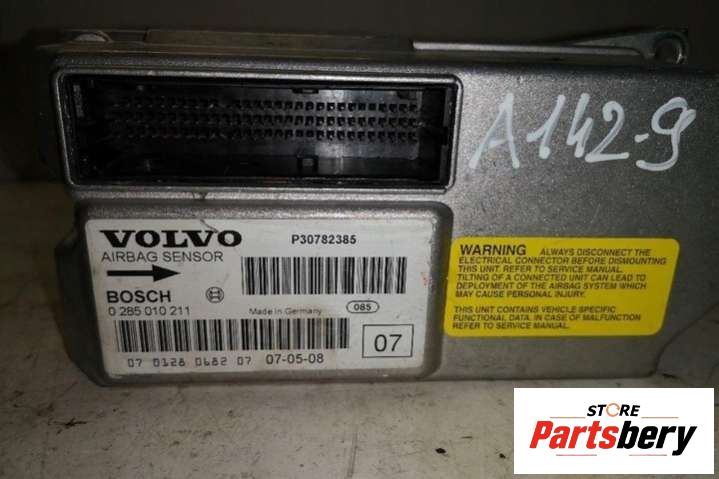 A142-9
VOLVO
P30782385
AIRBAG SENSOR
BOSCH
0 285 010 211
Made in Germany
085
07
07 0128 0682 07 07-05-08
WARNING ALWAYS DISCONNECT THE
ELECTRICAL CONNECTOR BEFORE DISMOUNTING
THIS UNIT. REFER TO SERVICE MANUAL.
TILTING OF A CONNECTED UNIT CAN LEAD TO
DEPLOYMENT OF THE AIRBAG SYSTEM WHICH
MAY CAUSE PERSONAL INJURY.
THIS UNIT CONTAINS VEHICLE SPECIFIC
FUNCTIONAL DATA. IN CASE OF MALFUNCTION
REFER TO SERVICE MANUAL.
STORE
Partsbery